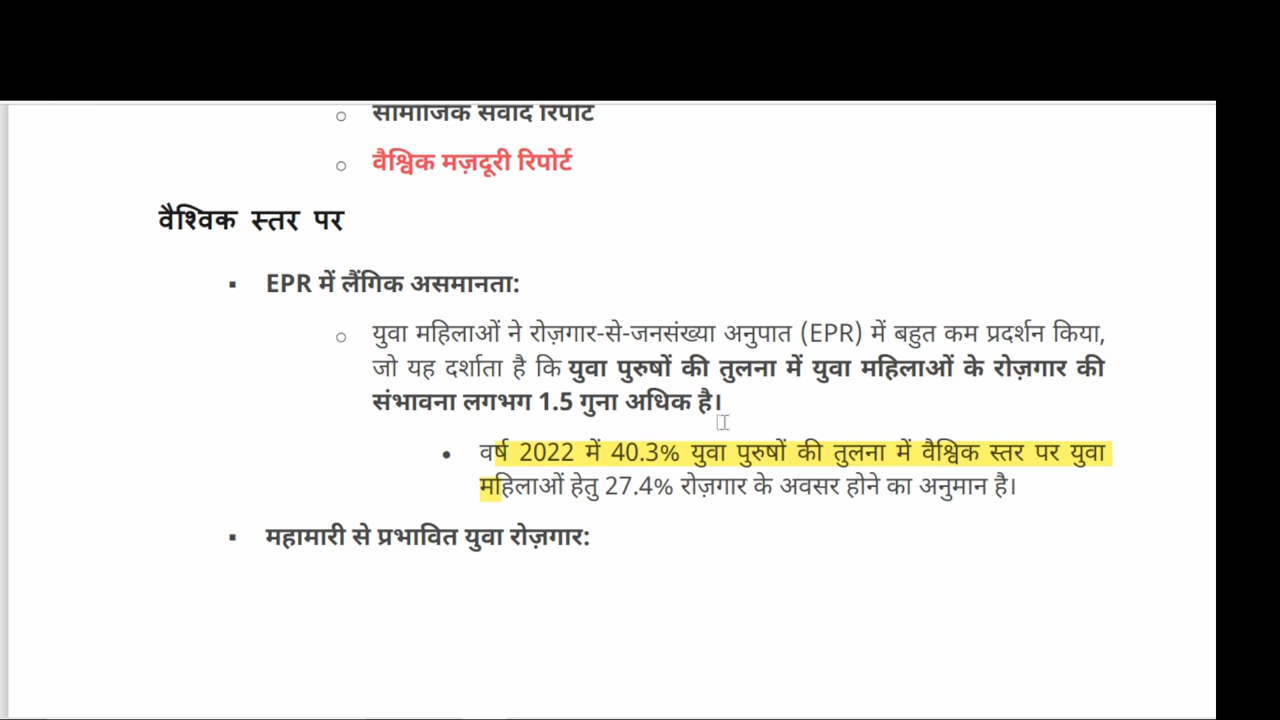 सामाजिक संवाद रिपोर्ट
वैश्विक मज़दूरी रिपोर्ट
वैश्विक स्तर पर
EPR में लैंगिक असमानता:
युवा महिलाओं ने रोज़गार-से-जनसंख्या अनुपात (EPR) में बहुत कम प्रदर्शन किया,
जो यह दर्शाता है कि युवा पुरुषों की तुलना में युवा महिलाओं के रोज़गार की
संभावना लगभग 1.5 गुना अधिक है।
वर्ष 2022 में 40.3% युवा पुरुषों की तुलना में वैश्विक स्तर पर युवा
महिलाओं हेतु 27.4% रोज़गार के अवसर होने का अनुमान है।
महामारी से प्रभावित युवा रोज़गार: